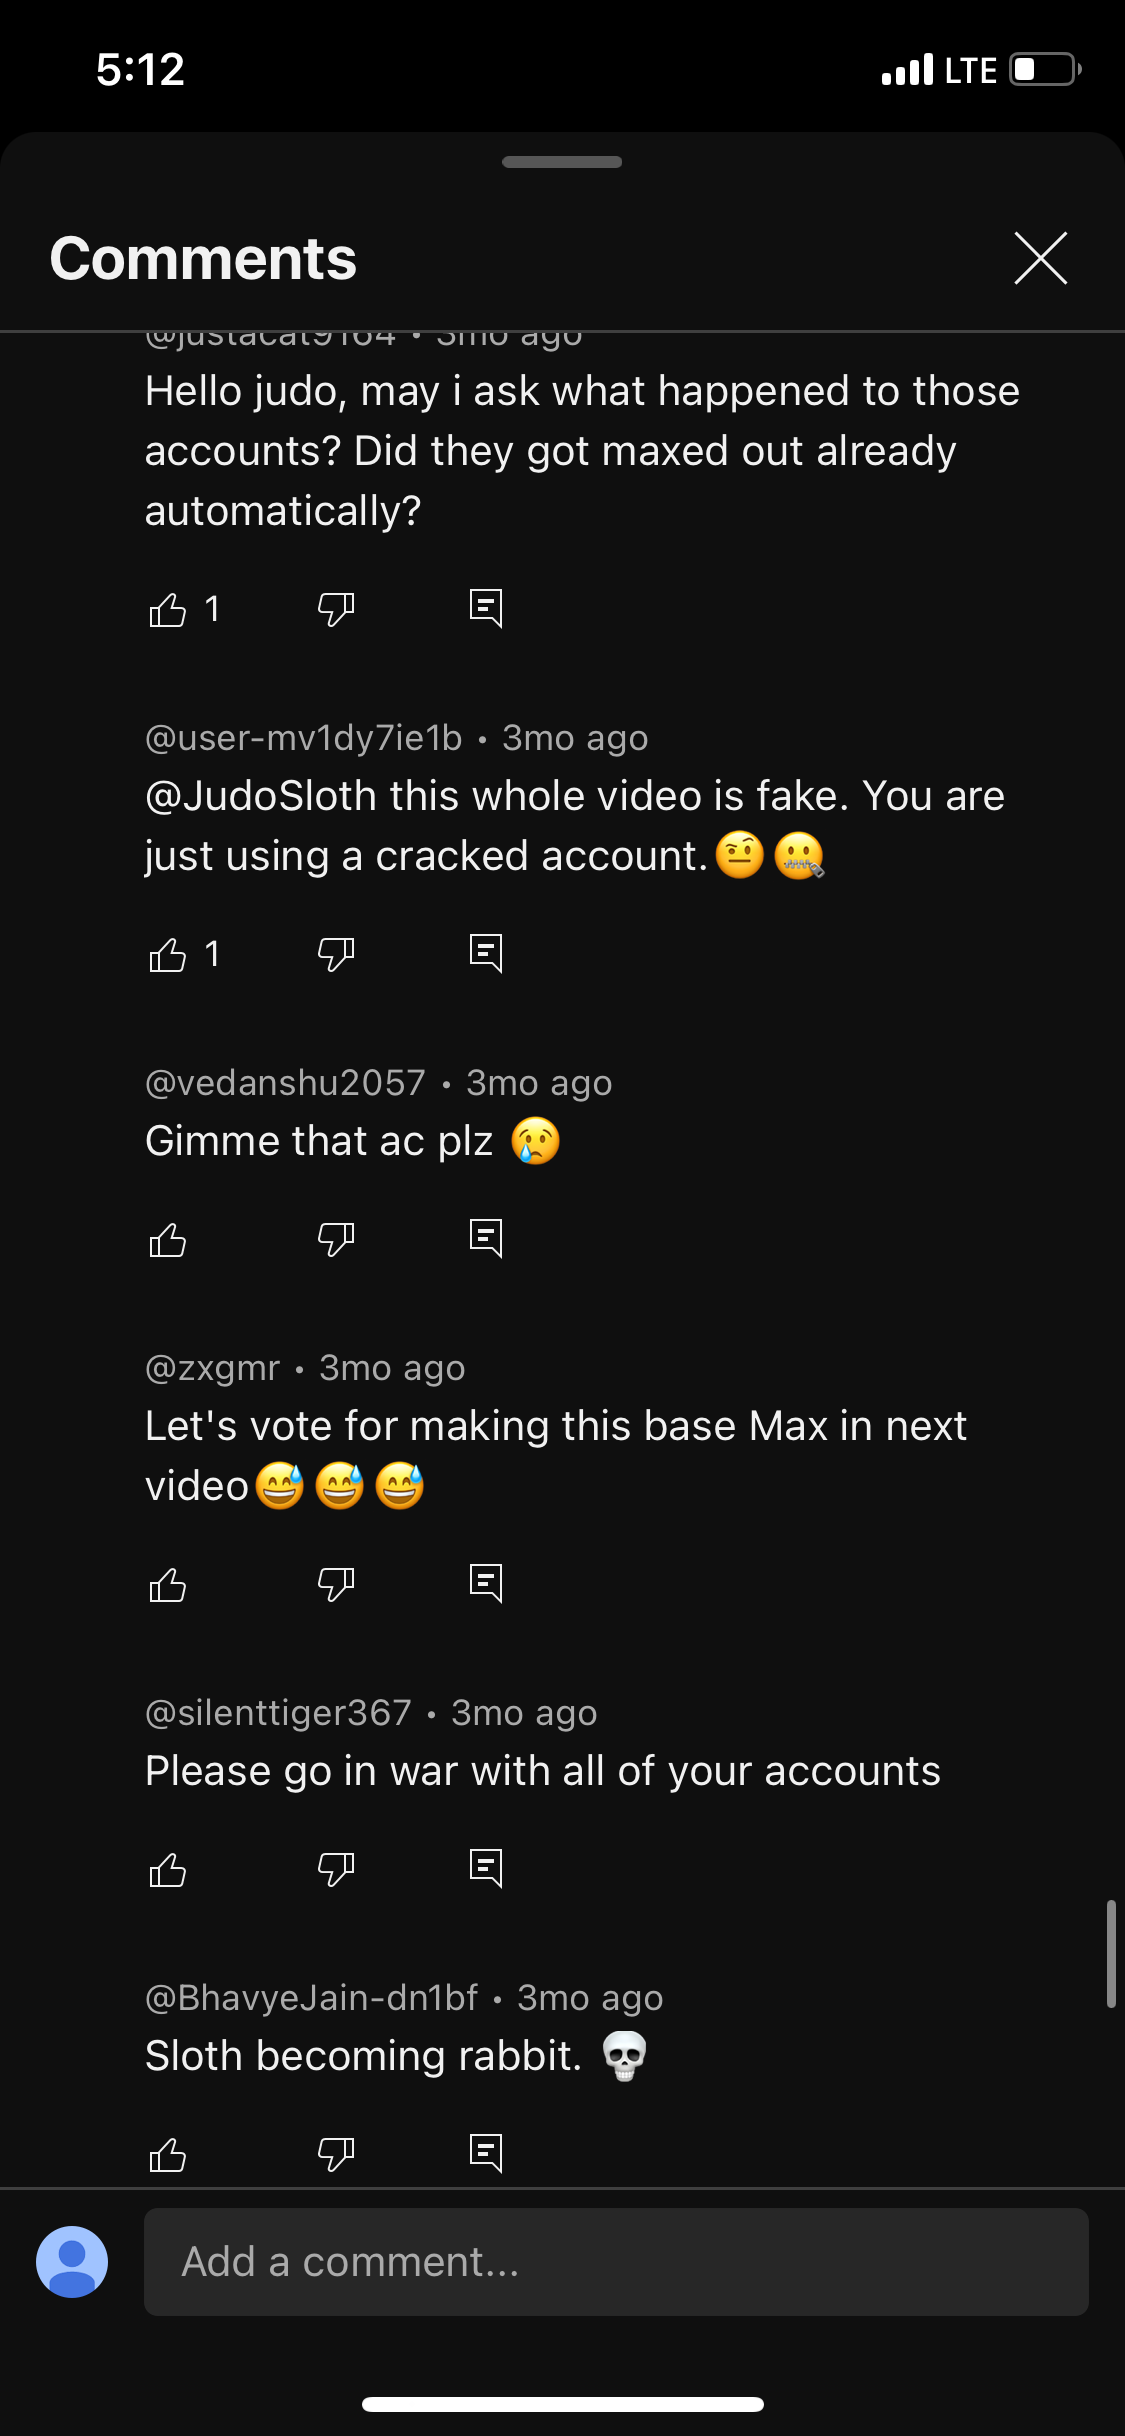 5:12
LTE
Comments
@justacat9164 • 3mo ago
Hello judo, may i ask what happened to those
accounts? Did they got maxed out already
automatically?
1
@user-mv1dy7ie1b • 3mo ago
@JudoSloth this whole video is fake. You are
just using a cracked account.🤨🤐
1
@vedanshu2057 • 3mo ago
Gimme that ac plz 😢
@zxgmr • 3mo ago
Let's vote for making this base Max in next
video😅😅😅
@silenttiger367 • 3mo ago
Please go in war with all of your accounts
@BhavyeJain-dn1bf • 3mo ago
Sloth becoming rabbit. 💀
Add a comment...